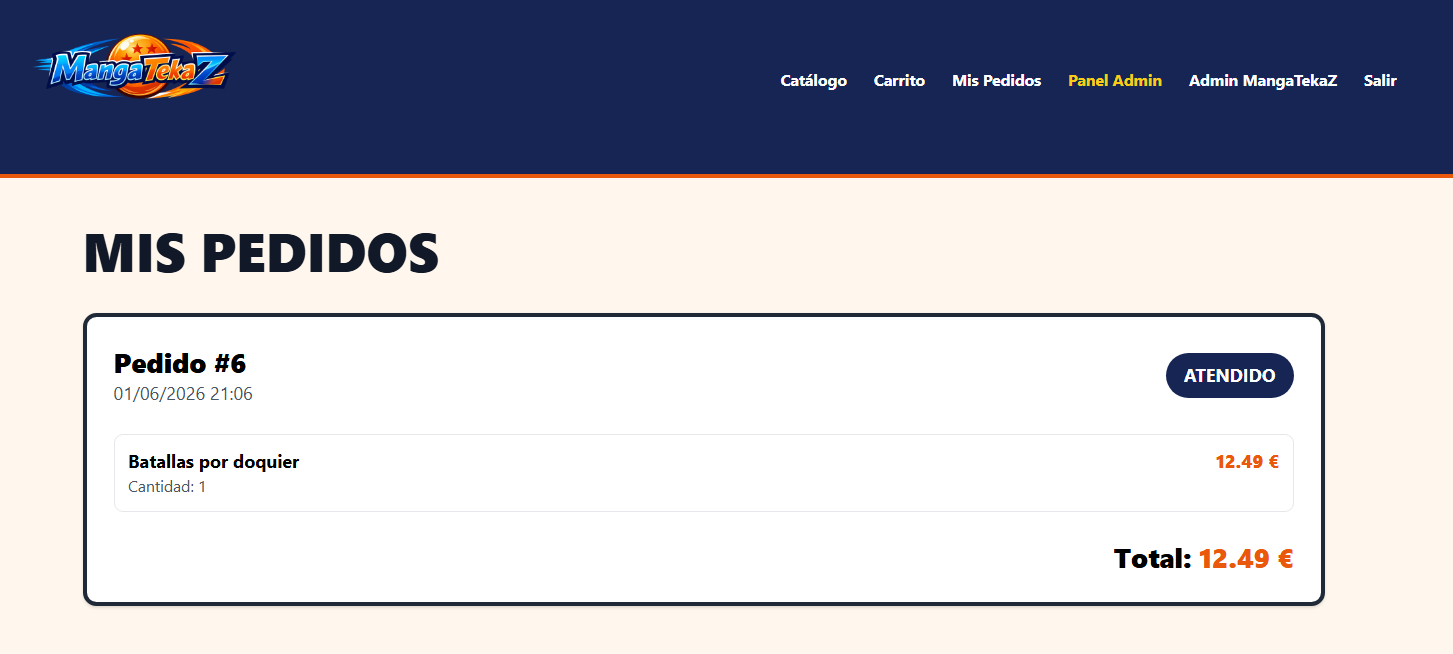 MangaTekaZ
Catálogo Carrito Mis Pedidos Panel Admin Admin MangaTekaZ Salir
MIS PEDIDOS
Pedido #6
01/06/2026 21:06
ATENDIDO
Batallas por doquier
12.49 €
Cantidad: 1
Total: 12.49 €